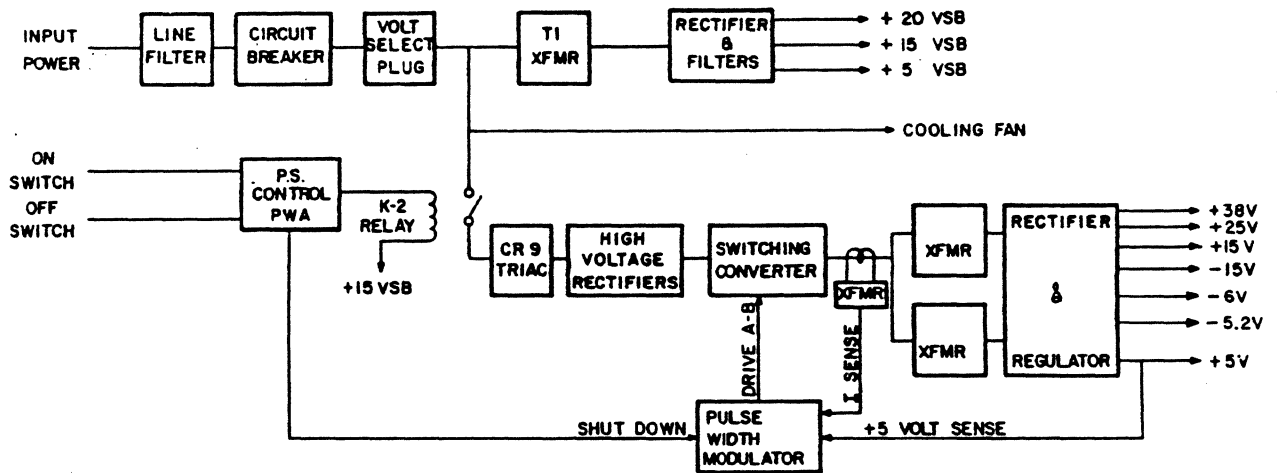 INPUT
POWER
LINE
FILTER
CIRCUIT
BREAKER
VOLT
SELECT
PLUG
T1
XFMR
RECTIFIER
&
FILTERS
+ 20 VSB
+ 15 VSB
+ 5 VSB
COOLING FAN
ON
SWITCH
OFF
SWITCH
P.S.
CONTROL
PWA
K-2
RELAY
+15 VSB
CR 9
TRIAC
HIGH
VOLTAGE
RECTIFIERS
SWITCHING
CONVERTER
XFMR
XFMR
XFMR
RECTIFIER
&
REGULATOR
+38V
+25V
+15 V
-15V
-6V
-5.2V
+5V
DRIVE A-B
I SENSE
SHUT DOWN
PULSE
WIDTH
MODULATOR
+5 VOLT SENSE